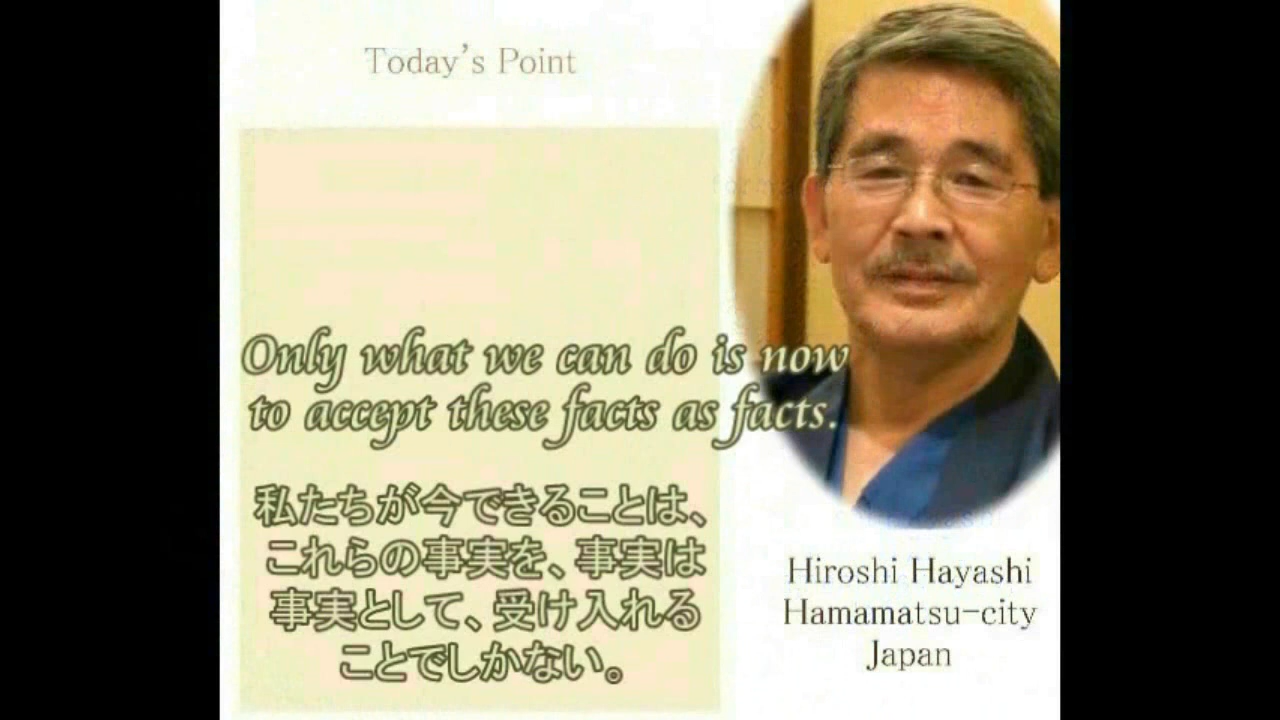 Today's Point
Only what we can do is now
to accept these facts as facts.
私たちが今できることは、
これらの事実を、事実は
事実として、受け入れる
ことでしかない。
Hiroshi Hayashi
Hamamatsu-city
Japan